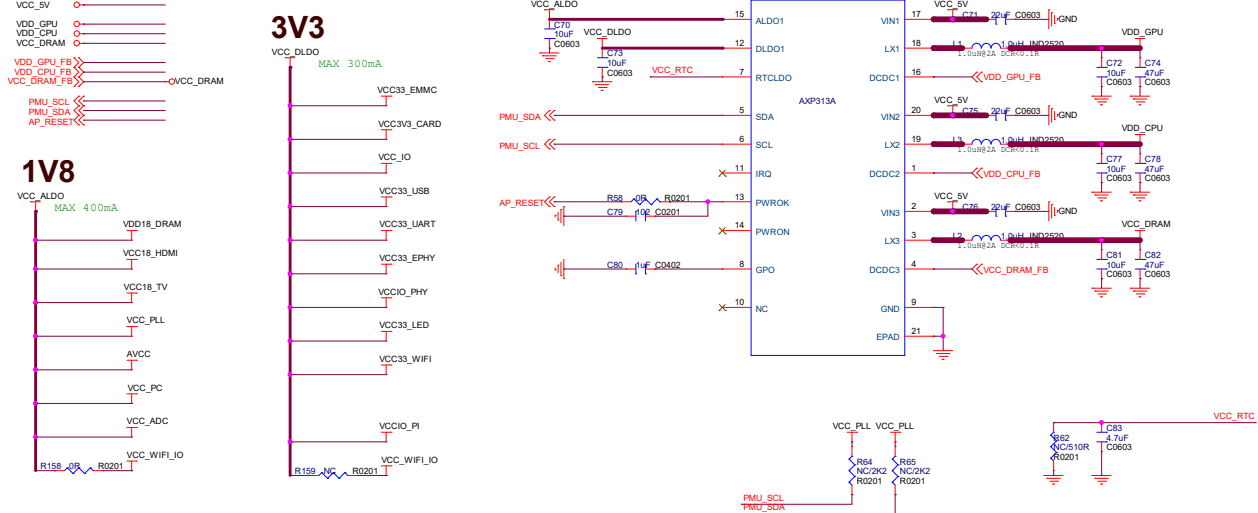 VCC_5V
VDD_GPU
VDD_CPU
VCC_DRAM
VDD_GPU_FB
VDD_CPU_FB
VCC_DRAM_FB
VCC_DRAM
PMU_SCL
PMU_SDA
AP_RESET
1V8
VCC_ALDO
MAX 400mA
VDD18_DRAM
VCC18_HDMI
VCC18_TV
VCC_PLL
AVCC
VCC_PC
VCC_ADC
VCC_WIFI_IO
R158 0R R0201
3V3
VCC_DLDO
MAX 300mA
VCC33_EMMC
VCC3V3_CARD
VCC_IO
VCC33_USB
VCC33_UART
VCC33_EPHY
VCCIO_PHY
VCC33_LED
VCC33_WIFI
VCCIO_PI
VCC_WIFI_IO
R159 NC R0201
VCC_ALDO
C70
10uF
C0603
VCC_DLDO
C73
10uF
C0603
VCC_RTC
PMU_SDA
PMU_SCL
AP_RESET
R58 0R R0201
C79 102 C0201
C80 1uF C0402
15 ALDO1
12 DLDO1
7 RTCLDO
5 SDA
6 SCL
11 IRQ
13 PWROK
14 PWRON
8 GPO
10 NC
AXP313A
VIN1 17
LX1 18
DCDC1 16
VIN2 20
LX2 19
DCDC2 1
VIN3 2
LX3 3
DCDC3 4
GND 9
EPAD 21
VCC_5V
C71 22uF C0603 GND
L1 1.0uH IND2520
1.0uH@2A DCR<0.1R
VDD_GPU
C72
10uF
C0603
C74
47uF
C0603
VDD_GPU_FB
VCC_5V
C75 22uF C0603 GND
L3 1.0uH IND2520
1.0uH@2A DCR<0.1R
VDD_CPU
C77
10uF
C0603
C78
47uF
C0603
VDD_CPU_FB
VCC_5V
C76 22uF C0603 GND
L2 1.0uH IND2520
1.0uH@2A DCR<0.1R
VCC_DRAM
C81
10uF
C0603
C82
47uF
C0603
VCC_DRAM_FB
VCC_PLL VCC_PLL
R64
NC/2K2
R0201
R65
NC/2K2
R0201
PMU_SCL
PMU_SDA
VCC_RTC
R62
NC/510R
R0201
C83
4.7uF
C0603